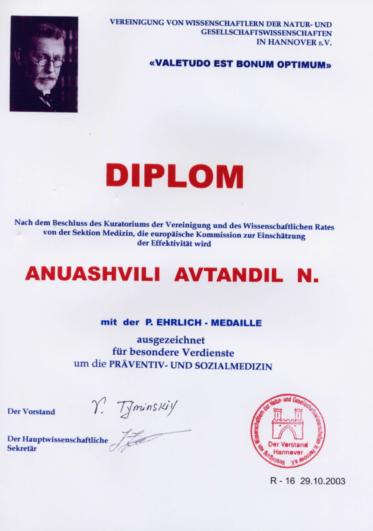 VEREINIGUNG VON WISSENSCHAFTLERN DER NATUR- UND
GESELLSCHAFTSWISSENSCHAFTEN
IN HANNOVER e.V.
«VALETUDO EST BONUM OPTIMUM»
DIPLOM
Nach dem Beschluss des Kuratoriums der Vereinigung und des Wissenschaftlichen Rates
von der Sektion Medizin, die europäische Kommission zur Einschätzung
der Effektivität wird
ANUASHVILI AVTANDIL N.
mit der P. EHRLICH - MEDAILLE
ausgezeichnet
für besondere Verdienste
um die PRÄVENTIV- UND SOZIALMEDIZIN
Der Vorstand
V. Tyminskiy
Der Hauptwissenschaftliche
Sekretär
Der Vorstand
Hannover
R - 16 29.10.2003